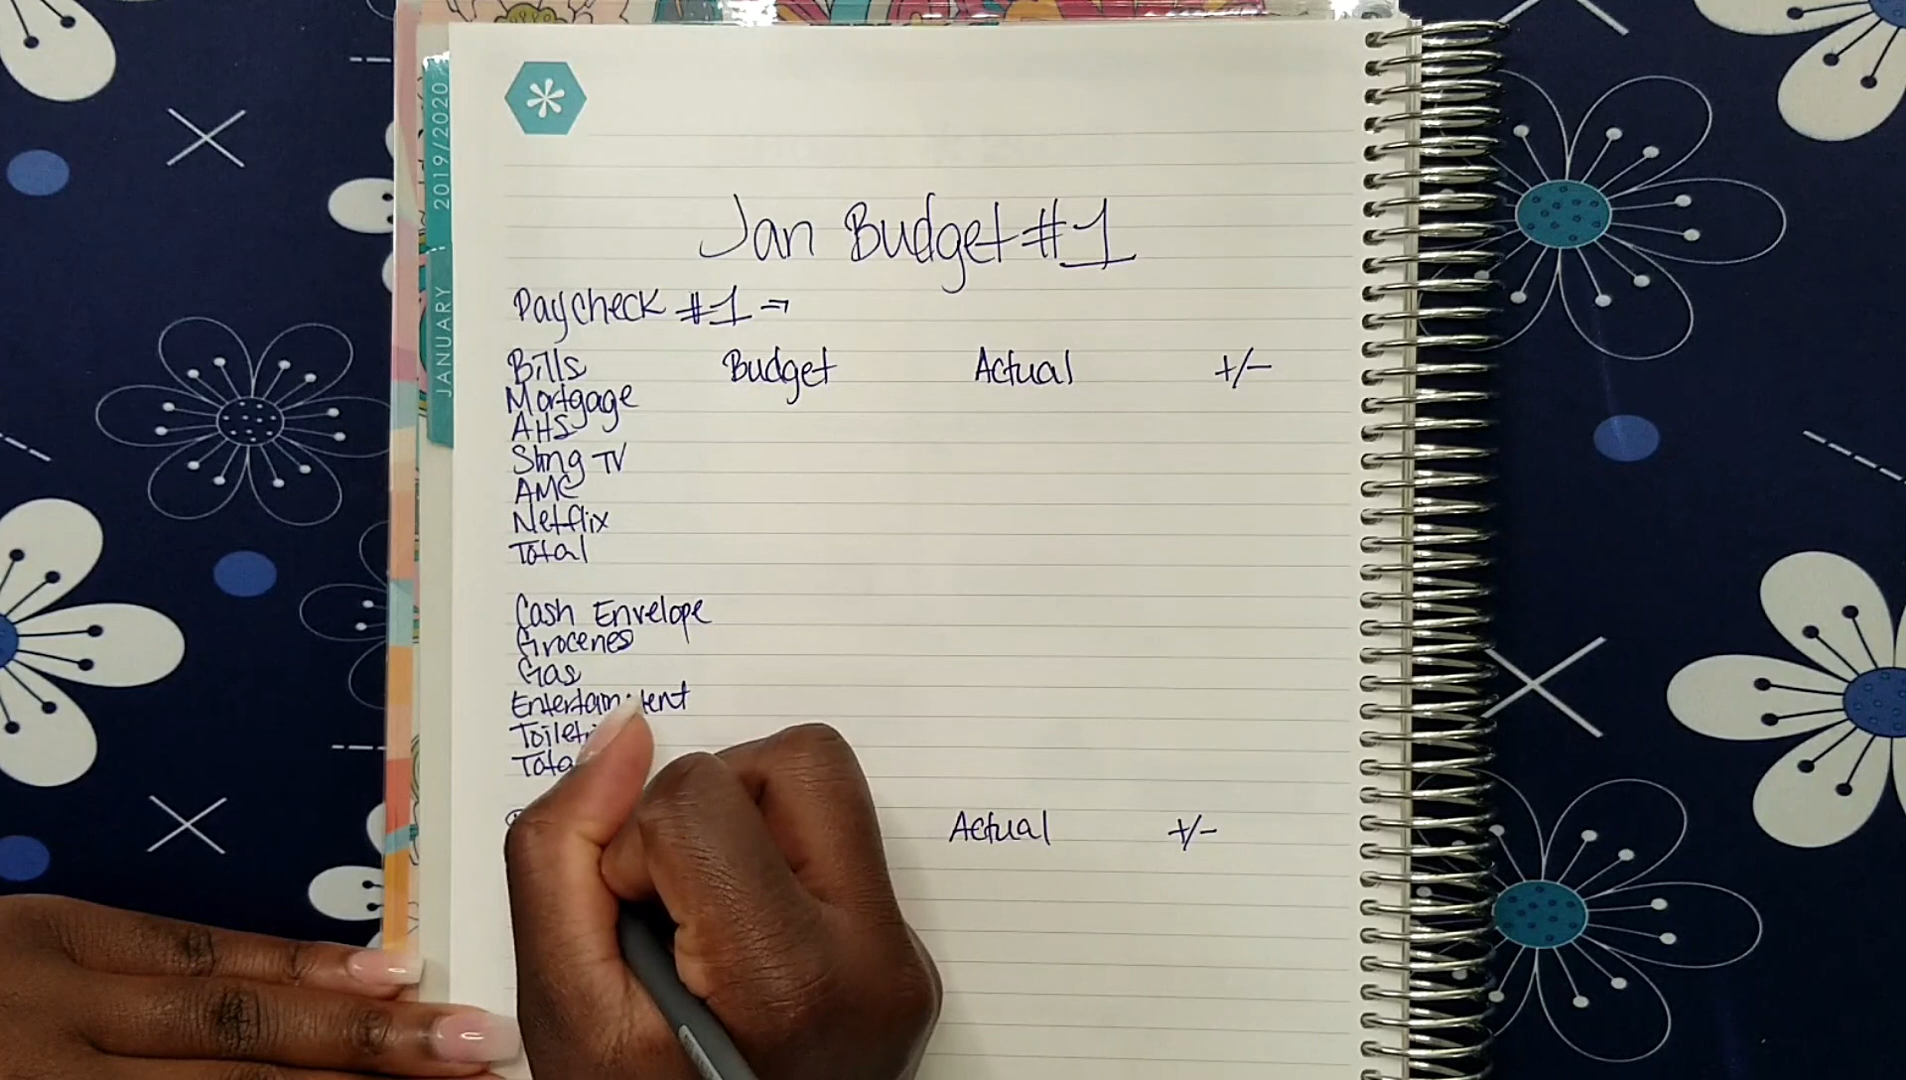 2019/2020
JANUARY
Jan Budget #1
Paycheck #1 →
Bills Budget Actual +/-
Mortgage
AHS
Sling TV
AMC
Netflix
Total
Cash Envelope
Groceries
Gas
Entertainment
Actual +/-